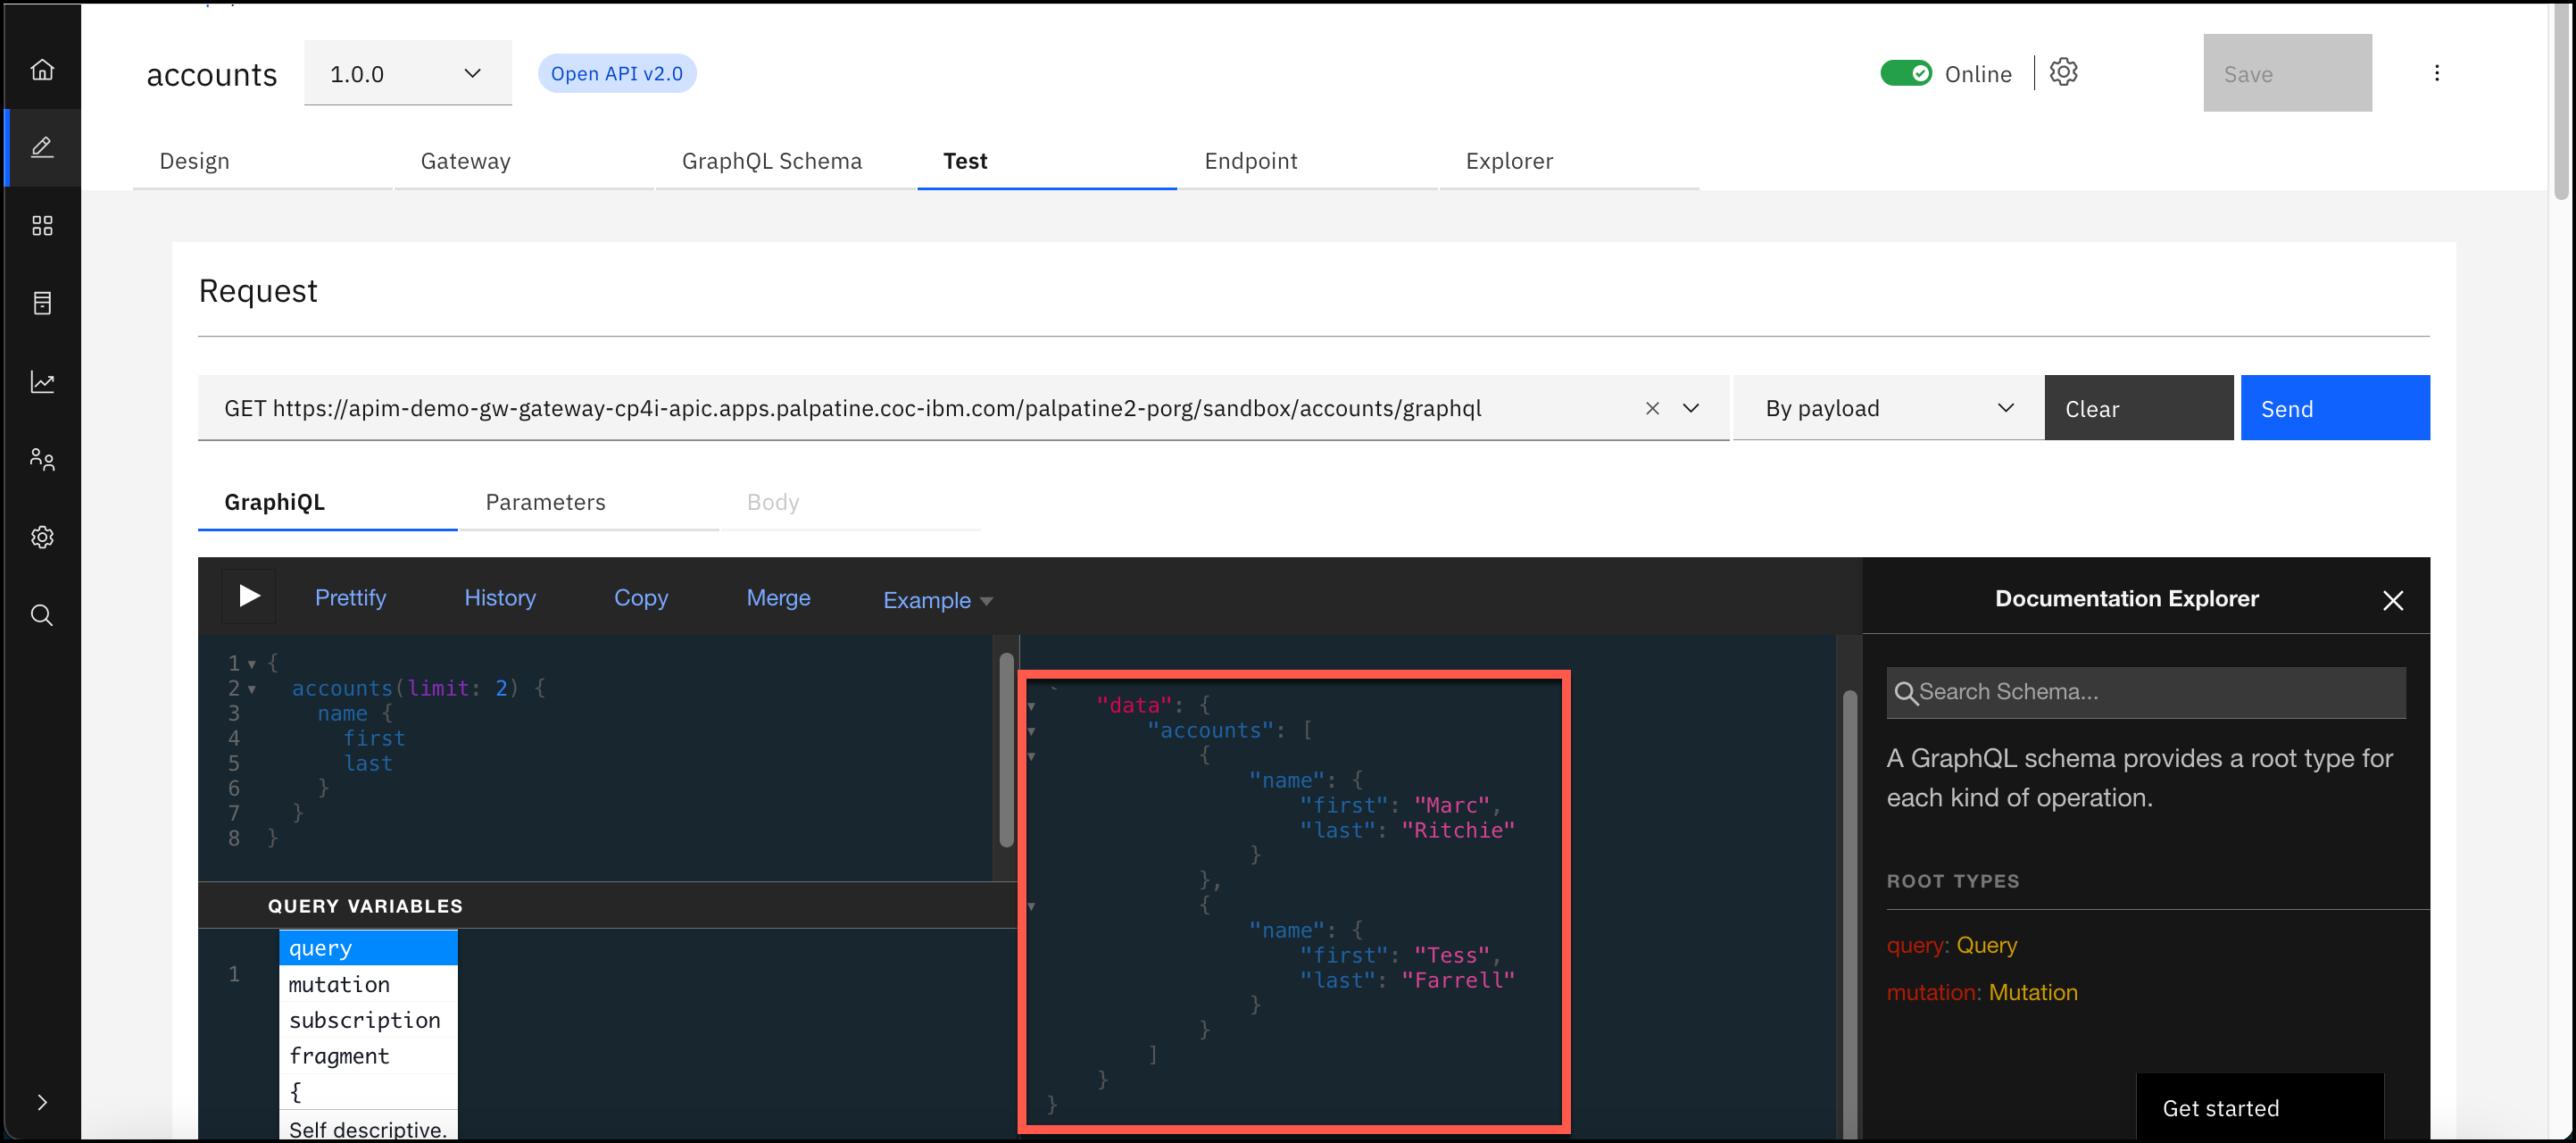 accounts
1.0.0
Open API v2.0
Online
Save
Design
Gateway
GraphQL Schema
Test
Endpoint
Explorer
Request
GET https://apim-demo-gw-gateway-cp4i-apic.apps.palpatine.coc-ibm.com/palpatine2-porg/sandbox/accounts/graphql
By payload
Clear
Send
GraphiQL
Parameters
Body
Prettify
History
Copy
Merge
Example
1 {
2 accounts(limit: 2) {
3 name {
4 first
5 last
6 }
7 }
8 }
QUERY VARIABLES
1
query
mutation
subscription
fragment
{
Self descriptive.
"data": {
"accounts": [
{
"name": {
"first": "Marc",
"last": "Ritchie"
}
},
{
"name": {
"first": "Tess",
"last": "Farrell"
}
}
]
}
}
Documentation Explorer
Search Schema...
A GraphQL schema provides a root type for
each kind of operation.
ROOT TYPES
query: Query
mutation: Mutation
Get started